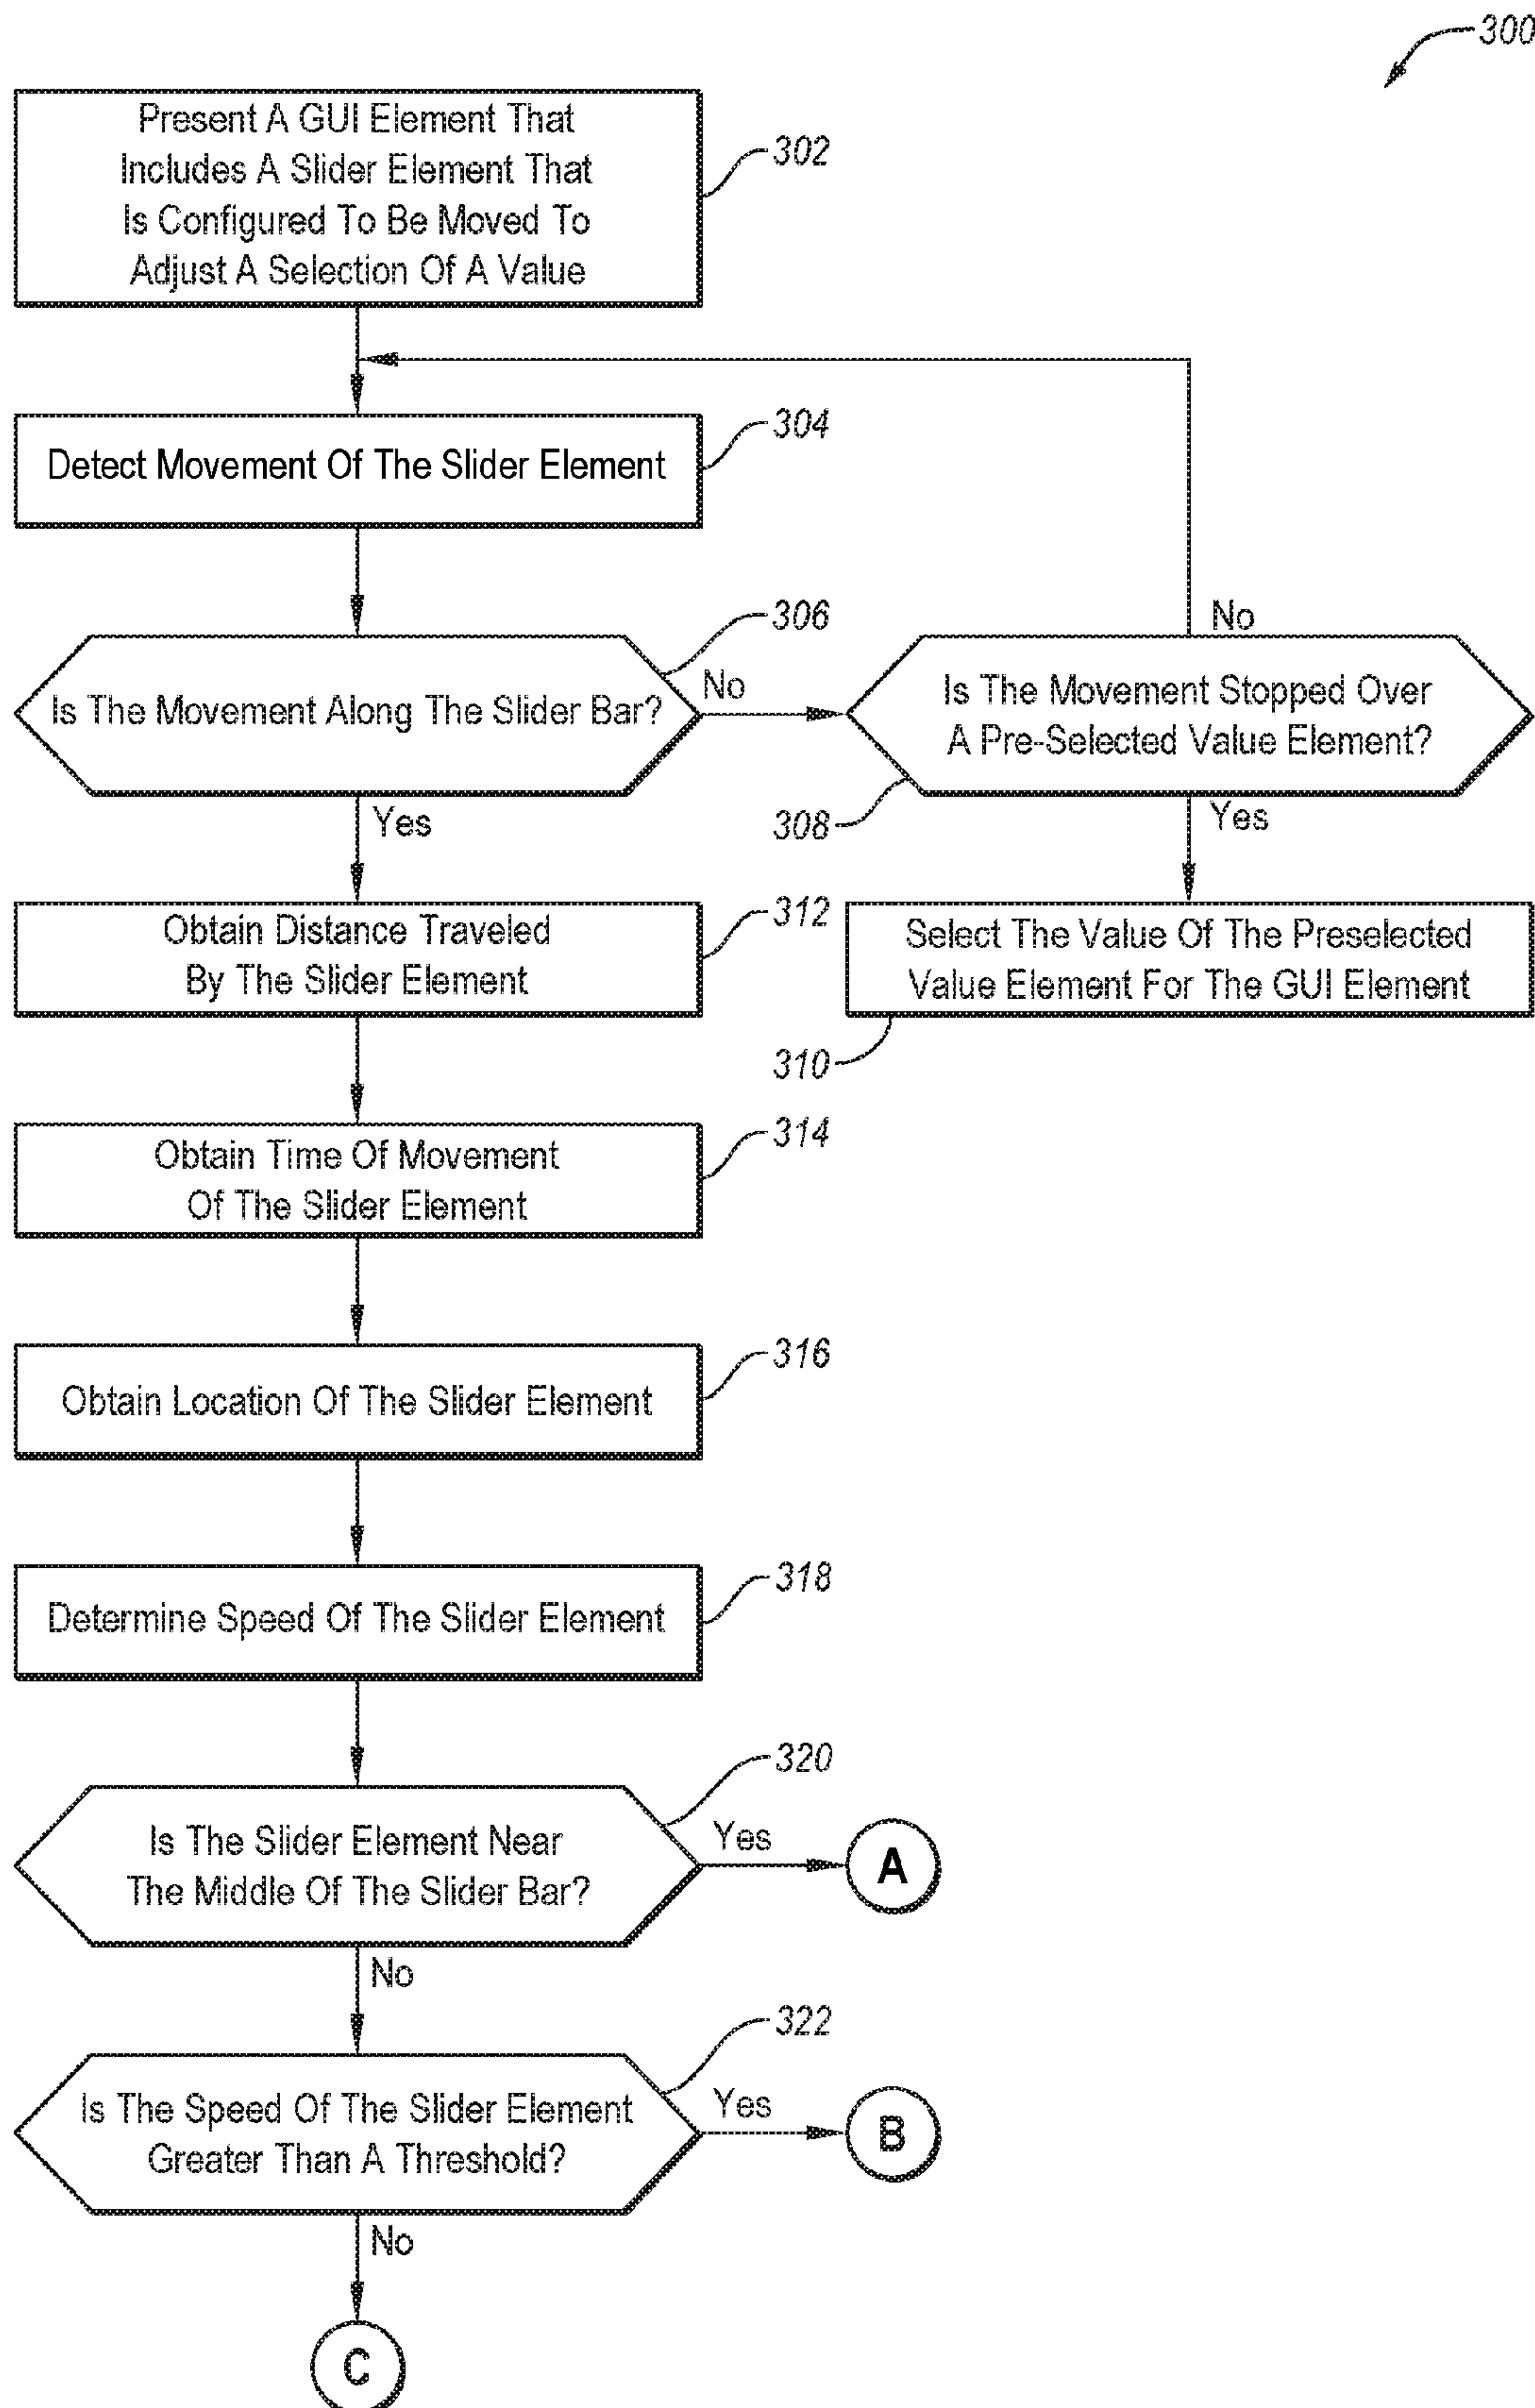 300
Present A GUI Element That
Includes A Slider Element That
Is Configured To Be Moved To
Adjust A Selection Of A Value
302
Detect Movement Of The Slider Element
304
Is The Movement Along The Slider Bar?
306
No
Yes
Is The Movement Stopped Over
A Pre-Selected Value Element?
308
No
Yes
Select The Value Of The Preselected
Value Element For The GUI Element
310
Obtain Distance Traveled
By The Slider Element
312
Obtain Time Of Movement
Of The Slider Element
314
Obtain Location Of The Slider Element
316
Determine Speed Of The Slider Element
318
Is The Slider Element Near
The Middle Of The Slider Bar?
320
Yes
A
No
Is The Speed Of The Slider Element
Greater Than A Threshold?
322
Yes
B
No
C